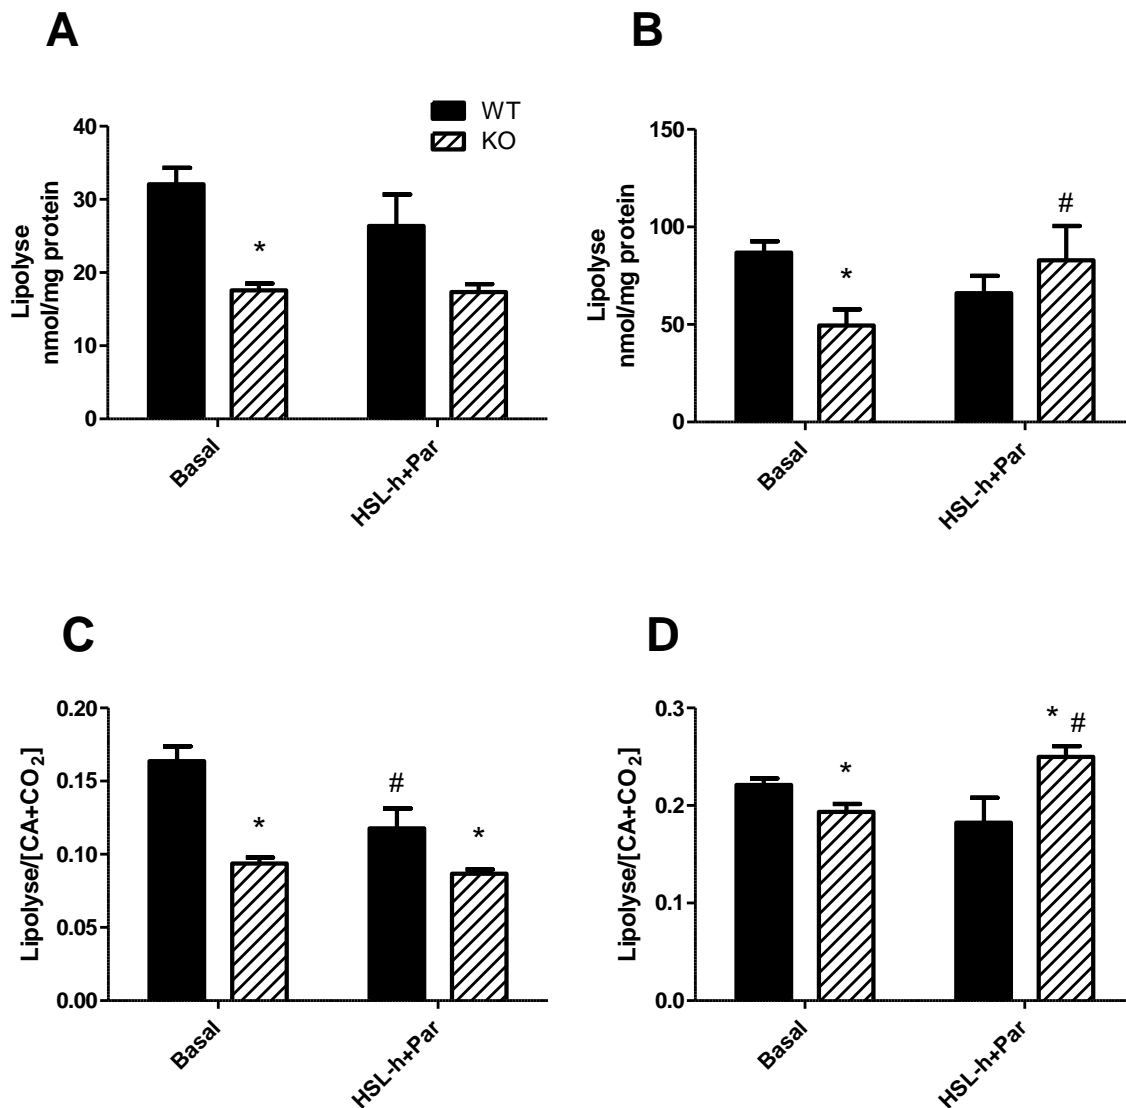 A
WT
KO
Lipolyse
nmol/mg protein
40
30
20
10
0
*
Basal
HSL-h+Par
B
Lipolyse
nmol/mg protein
150
100
50
0
*
#
Basal
HSL-h+Par
C
Lipolyse/[CA+CO₂]
0.20
0.15
0.10
0.05
0.00
*
#
*
Basal
HSL-h+Par
D
Lipolyse/[CA+CO₂]
0.3
0.2
0.1
0.0
*
* #
Basal
HSL-h+Par